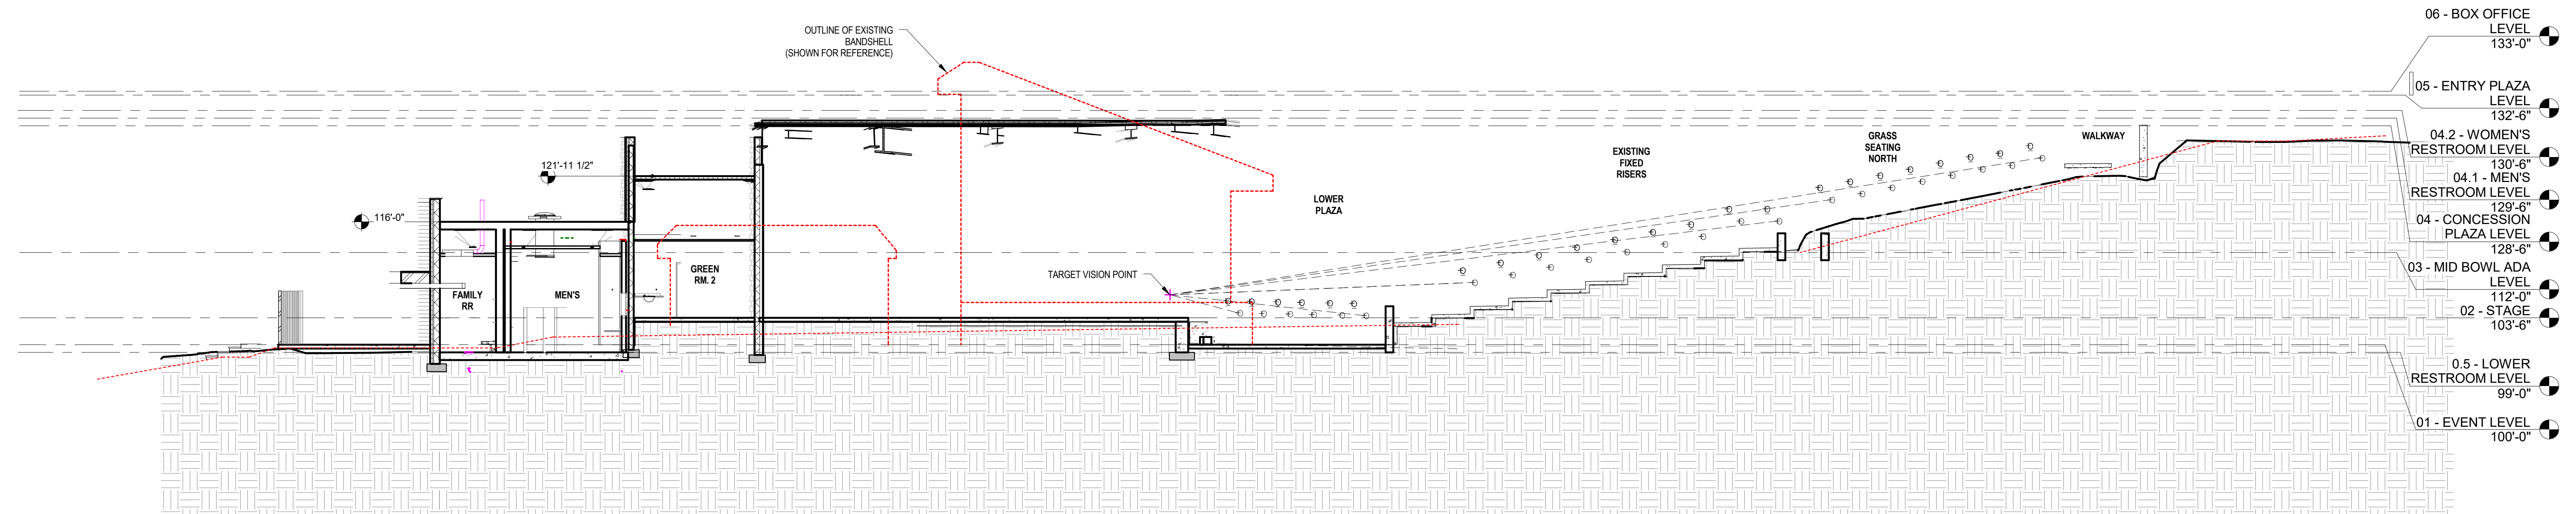 OUTLINE OF EXISTING
BANDSHELL
(SHOWN FOR REFERENCE)
121'-11 1/2"
116'-0"
FAMILY
RR
MEN'S
GREEN
RM. 2
TARGET VISION POINT
LOWER
PLAZA
EXISTING
FIXED
RISERS
GRASS
SEATING
NORTH
WALKWAY
06 - BOX OFFICE
LEVEL
133'-0"
05 - ENTRY PLAZA
LEVEL
132'-6"
04.2 - WOMEN'S
RESTROOM LEVEL
130'-6"
04.1 - MEN'S
RESTROOM LEVEL
129'-6"
04 - CONCESSION
PLAZA LEVEL
128'-6"
03 - MID BOWL ADA
LEVEL
112'-0"
02 - STAGE
103'-6"
0.5 - LOWER
RESTROOM LEVEL
99'-0"
01 - EVENT LEVEL
100'-0"